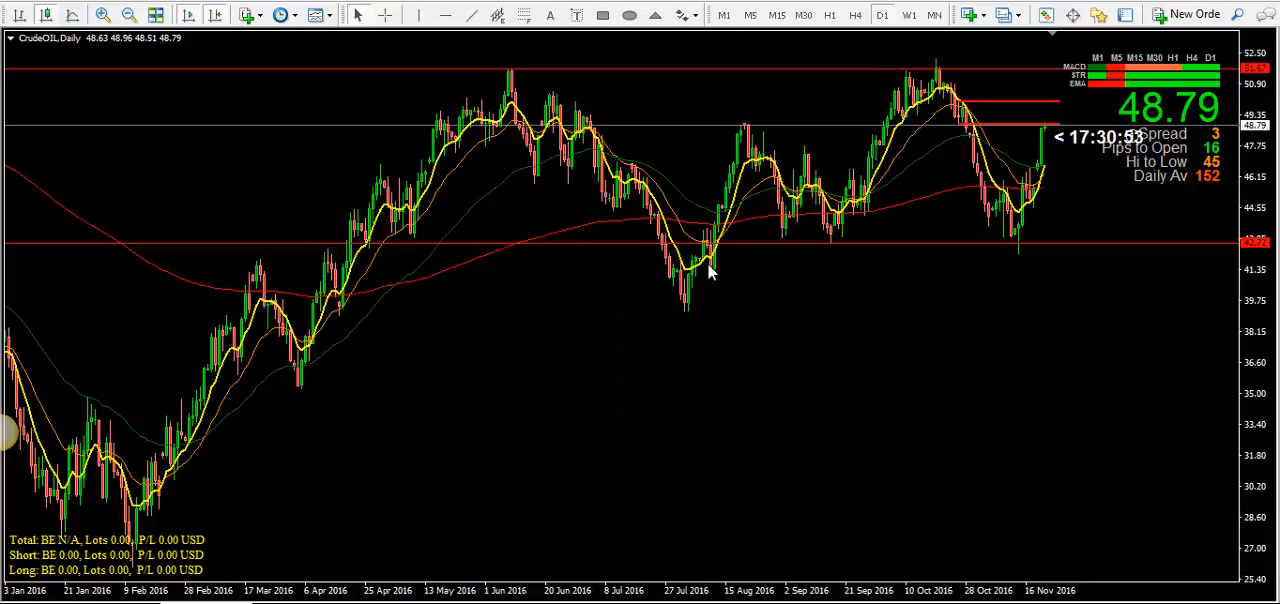 A
T
M1 M5 M15 M30 H1 H4 D1 W1 MN
New Orde
CrudeOIL,Daily 48.63 48.96 48.51 48.79
M1 M5 M15 M30 H1 H4 D1
MACD
STR
EMA
48.79
< 17:30:53
Spread 3
Pips to Open 16
Hi to Low 45
Daily Av 152
52.50
51.67
50.90
49.35
48.79
47.75
46.15
44.55
42.72
41.35
39.75
38.15
36.60
35.00
33.40
31.80
30.20
28.60
27.00
25.40
Total: BE N/A, Lots 0.00, P/L 0.00 USD
Short: BE 0.00, Lots 0.00, P/L 0.00 USD
Long: BE 0.00, Lots 0.00, P/L 0.00 USD
3 Jan 2016 21 Jan 2016 9 Feb 2016 28 Feb 2016 17 Mar 2016 6 Apr 2016 25 Apr 2016 13 May 2016 1 Jun 2016 20 Jun 2016 8 Jul 2016 27 Jul 2016 15 Aug 2016 2 Sep 2016 21 Sep 2016 10 Oct 2016 28 Oct 2016 16 Nov 2016